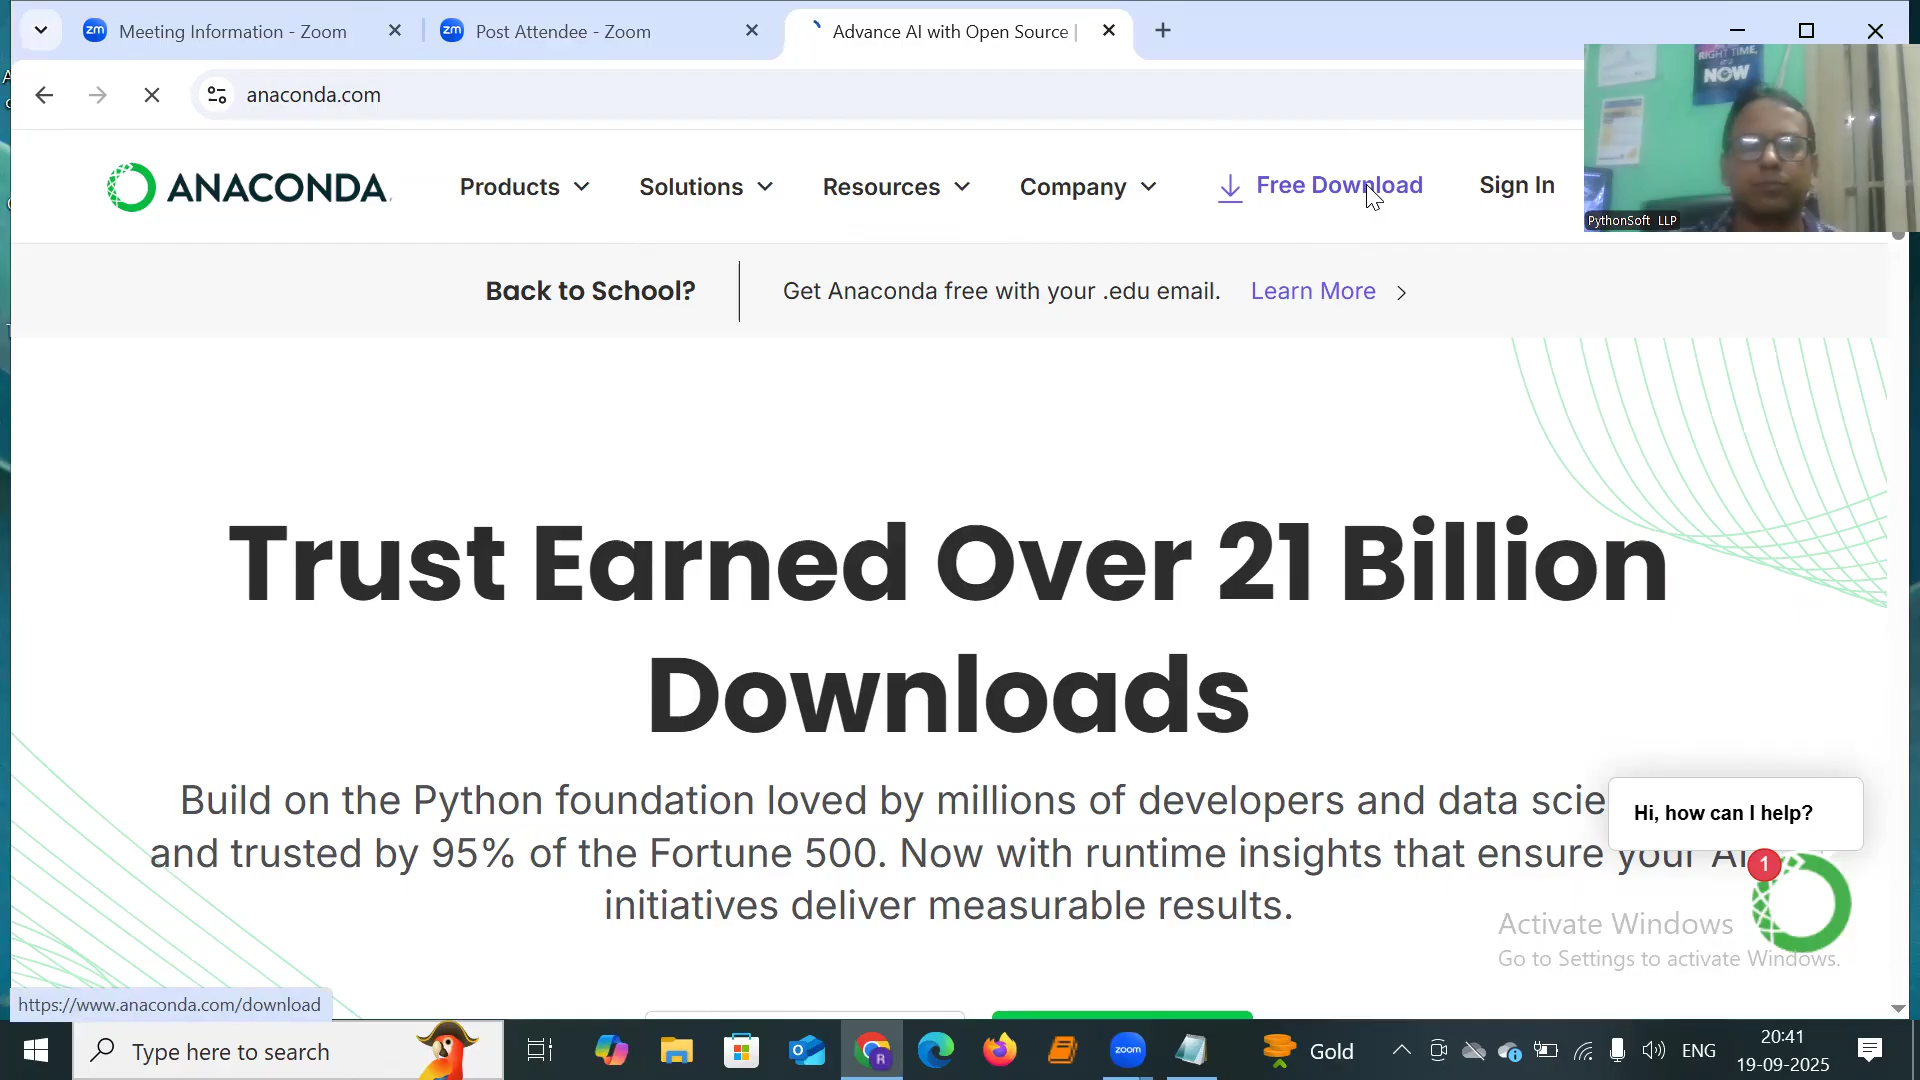 Meeting Information - Zoom
Post Attendee - Zoom
Advance AI with Open Source |
anaconda.com
RIGHT TIME,
NOW
PythonSoft LLP
ANACONDA
Products
Solutions
Resources
Company
Free Download
Sign In
Back to School?
Get Anaconda free with your .edu email.
Learn More
Trust Earned Over 21 Billion
Downloads
Build on the Python foundation loved by millions of developers and data scie
and trusted by 95% of the Fortune 500. Now with runtime insights that ensure your AI
initiatives deliver measurable results.
Hi, how can I help?
1
Activate Windows
Go to Settings to activate Windows.
https://www.anaconda.com/download
Type here to search
zoom
Gold
ENG
20:41
19-09-2025